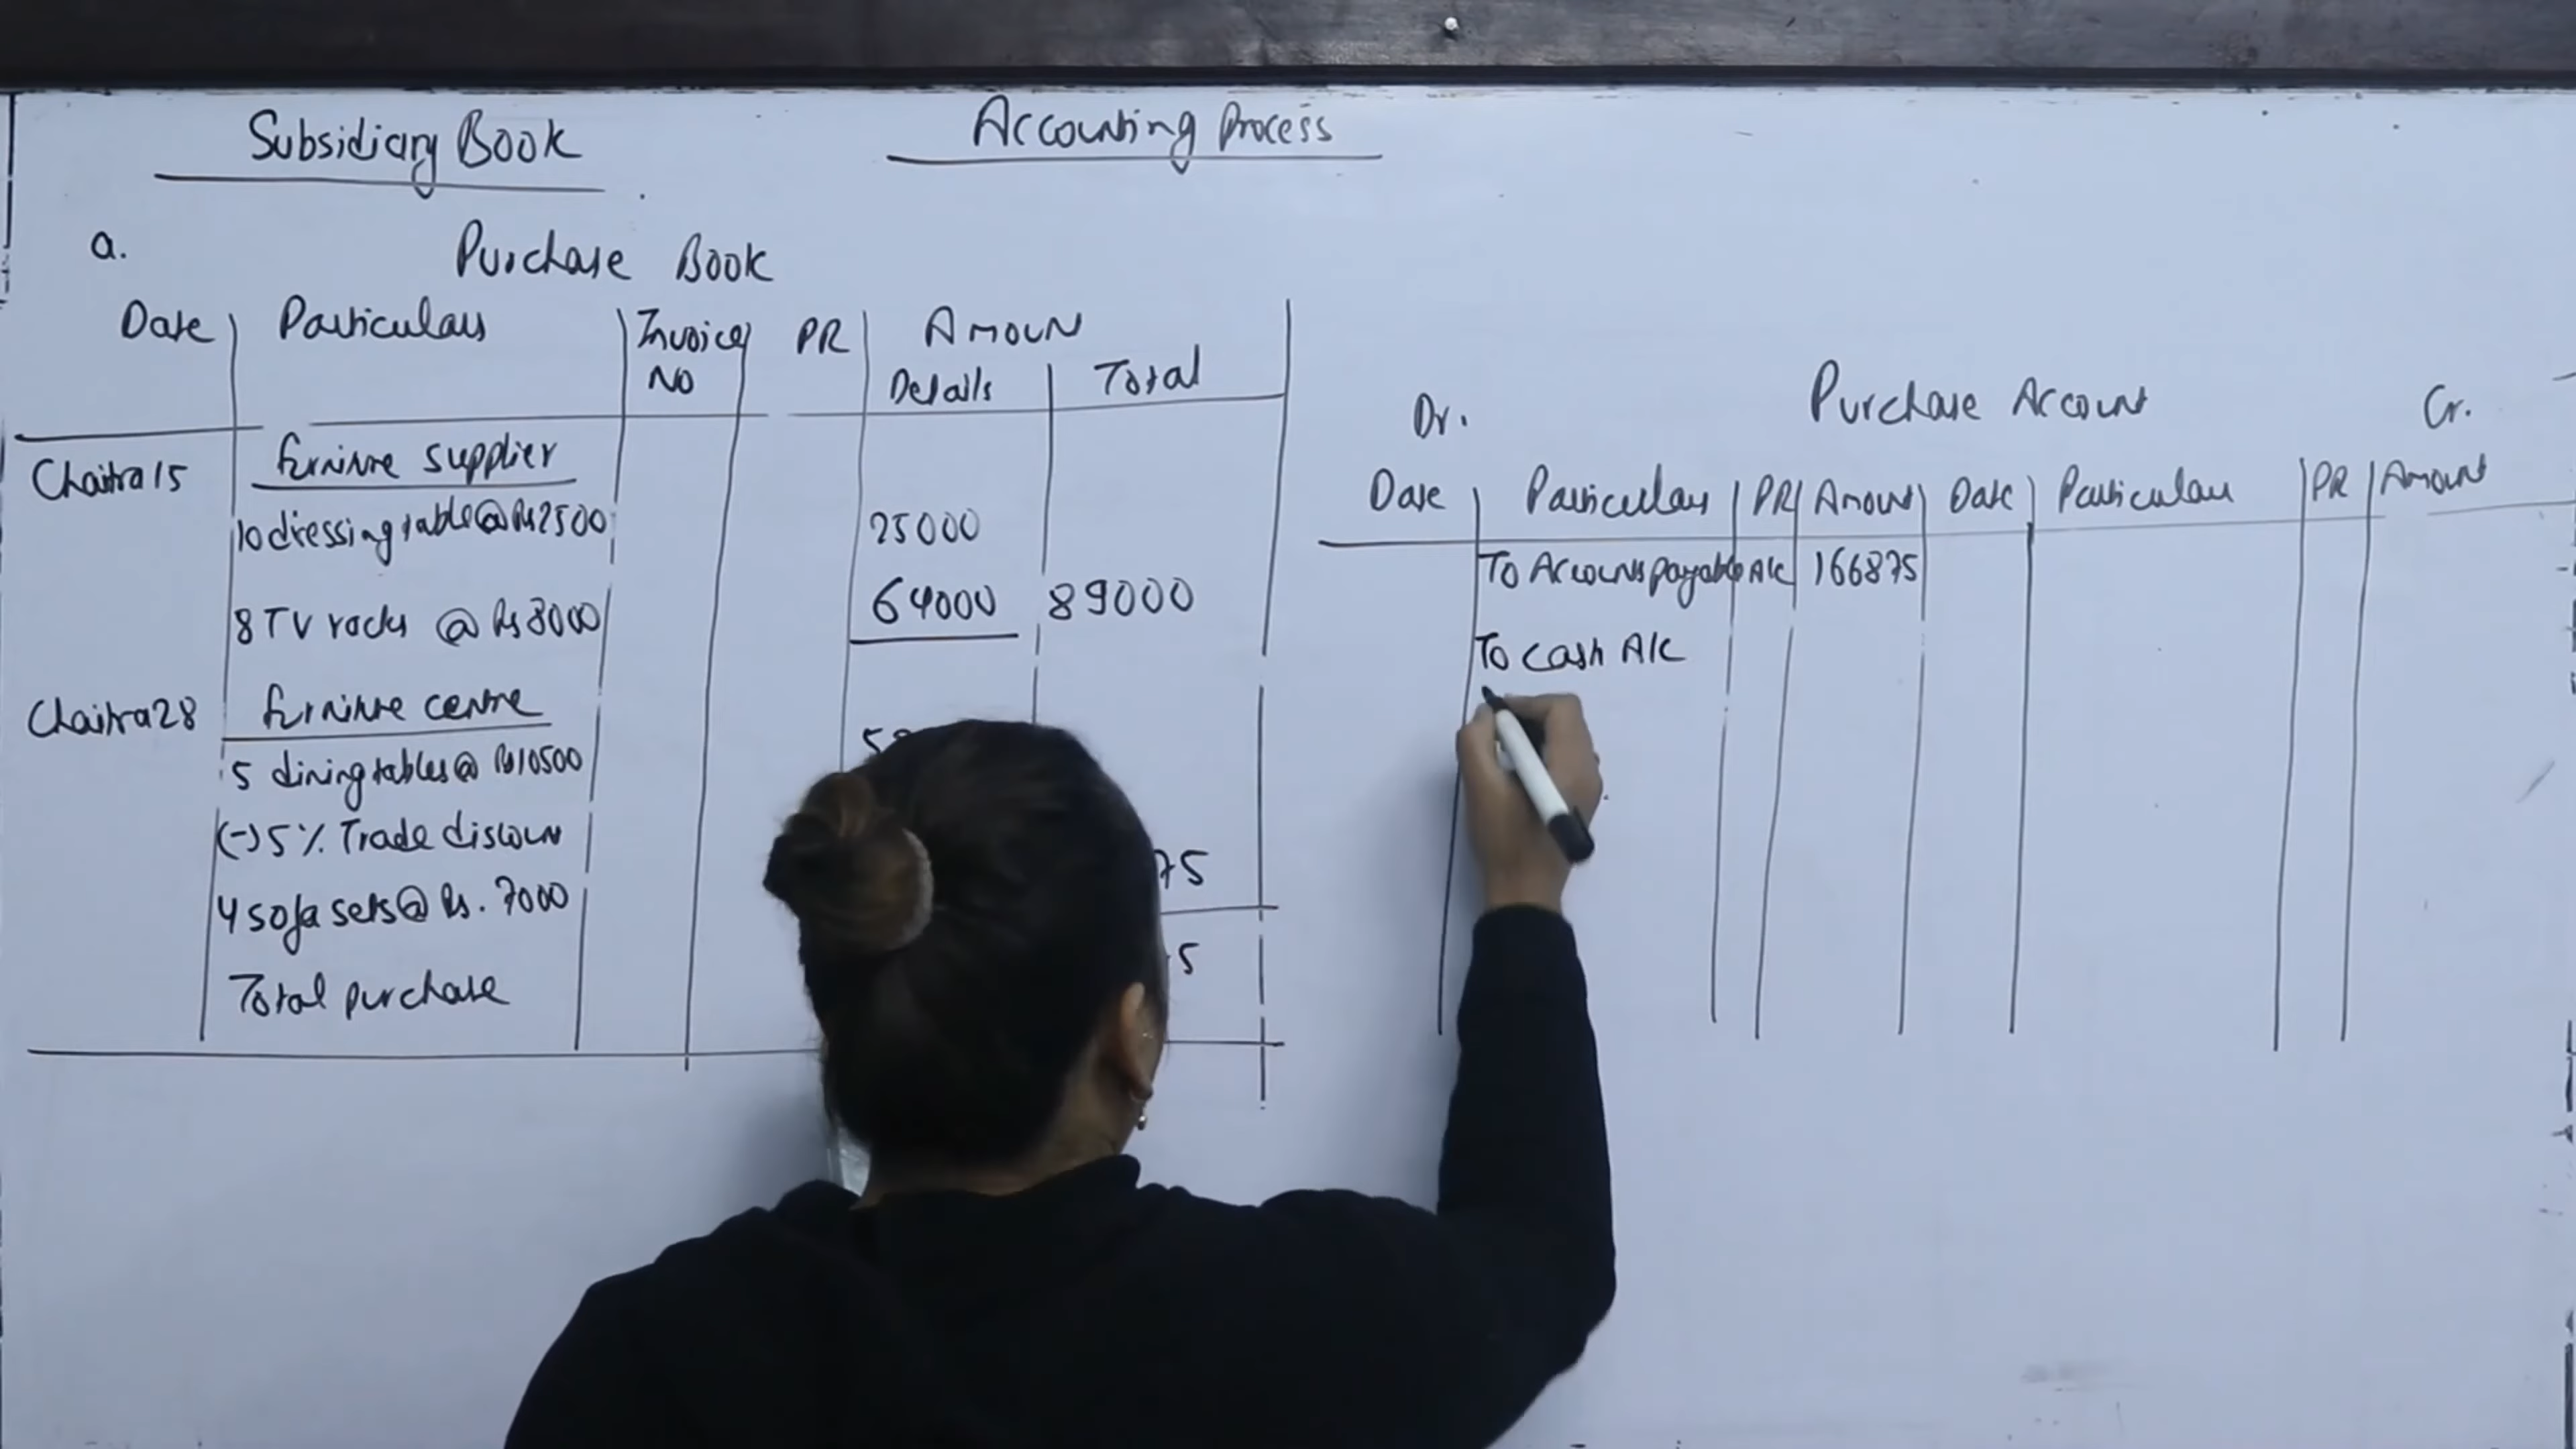 Subsidiary Book
Accounting Process
a.
Purchase Book
Date Particulars Invoice No PR Amount
Details Total
Chaitra 15 furniture supplier
10 dressing table @ Rs 2500 25000
8 TV racks @ Rs 8000 64000 89000
Chaitra 28 furniture centre
5 dining tables @ Rs 10500
(-) 5% Trade discount
4 sofa sets @ Rs. 7000
Total purchase
Dr. Purchase Account Cr.
Date Particulars PR Amount Date Particulars PR Amount
To Accounts payable A/c 166875
To Cash A/c